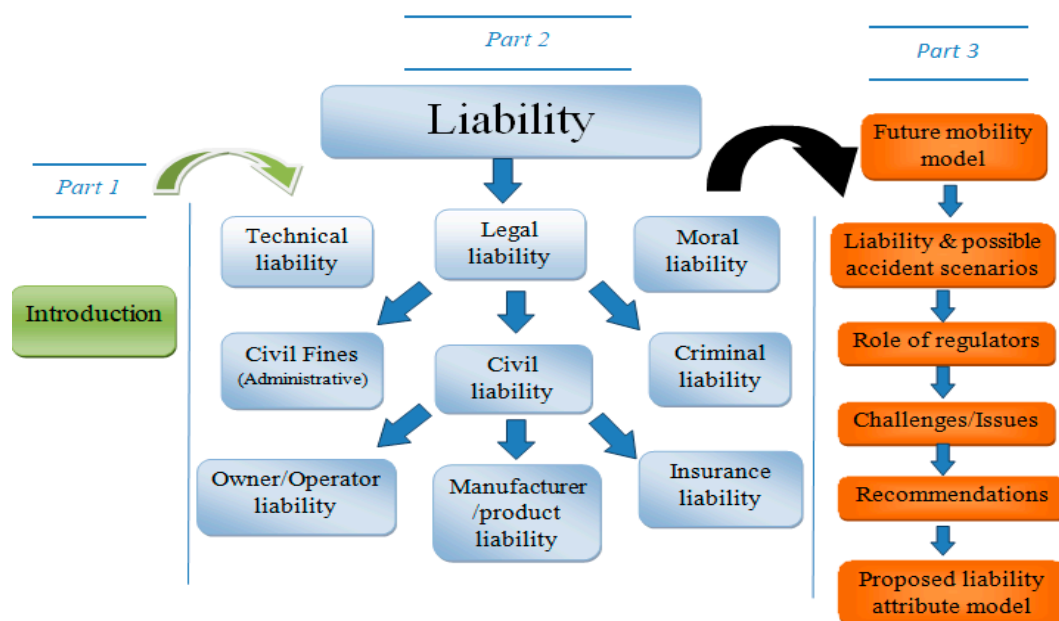 Part 1
Introduction
Part 2
Liability
Technical
liability
Legal
liability
Moral
liability
Civil Fines
(Administrative)
Civil
liability
Criminal
liability
Owner/Operator
liability
Manufacturer
/product
liability
Insurance
liability
Part 3
Future mobility
model
Liability & possible
accident scenarios
Role of regulators
Challenges/Issues
Recommendations
Proposed liability
attribute model